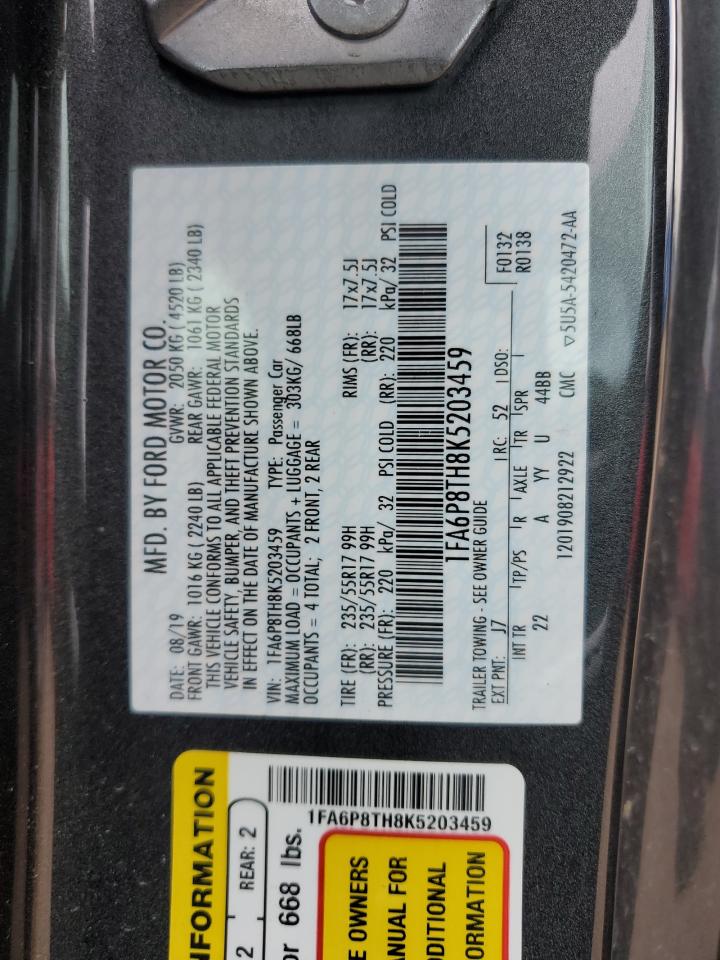 MFD. BY FORD MOTOR CO.
DATE: 08/19 GVWR: 2050 KG ( 4520 LB)
FRONT GAWR: 1016 KG ( 2240 LB) REAR GAWR: 1061 KG ( 2340 LB)
THIS VEHICLE CONFORMS TO ALL APPLICABLE FEDERAL MOTOR
VEHICLE SAFETY, BUMPER, AND THEFT PREVENTION STANDARDS
IN EFFECT ON THE DATE OF MANUFACTURE SHOWN ABOVE.
VIN: 1FA6P8TH8K5203459 TYPE: Passenger Car
MAXIMUM LOAD = OCCUPANTS + LUGGAGE = 303KG/ 668LB
OCCUPANTS = 4 TOTAL; 2 FRONT, 2 REAR
TIRE (FR): 235/55R17 99H RIMS (FR): 17x7.5J
(RR): 235/55R17 99H (RR): 17x7.5J
PRESSURE (FR): 220 kPa/ 32 PSI COLD (RR): 220 kPa/ 32 PSI COLD
1FA6P8TH8K5203459
TRAILER TOWING - SEE OWNER GUIDE F0132
EXT PNT: J7 RC: 52 DSO: R0138
INT TR TP/PS R AXLE TR SPR
22 A YY U 44BB
1201908212922 CMC ▽5U5A-5420472-AA
NFORMATION
2 REAR: 2
or 668 lbs.
1FA6P8TH8K5203459
E OWNERS
ANUAL FOR
DDITIONAL
ORMATION